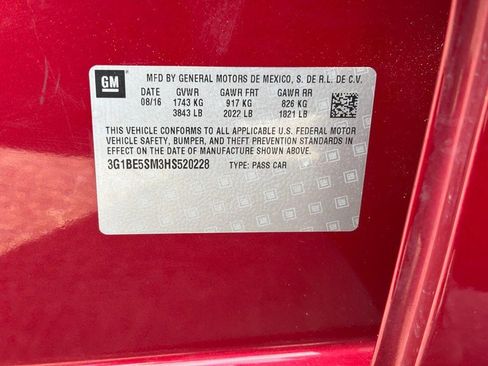 GM
MFD BY GENERAL MOTORS DE MEXICO, S. DE R.L. DE C.V.
DATE GVWR GAWR FRT GAWR RR
08/16 1743 KG 917 KG 826 KG
3843 LB 2022 LB 1821 LB
THIS VEHICLE CONFORMS TO ALL APPLICABLE U.S. FEDERAL MOTOR
VEHICLE SAFETY, BUMPER, AND THEFT PREVENTION STANDARDS IN
EFFECT ON THE DATE OF MANUFACTURE SHOWN ABOVE.
3G1BE5SM3HS520228 TYPE: PASS CAR